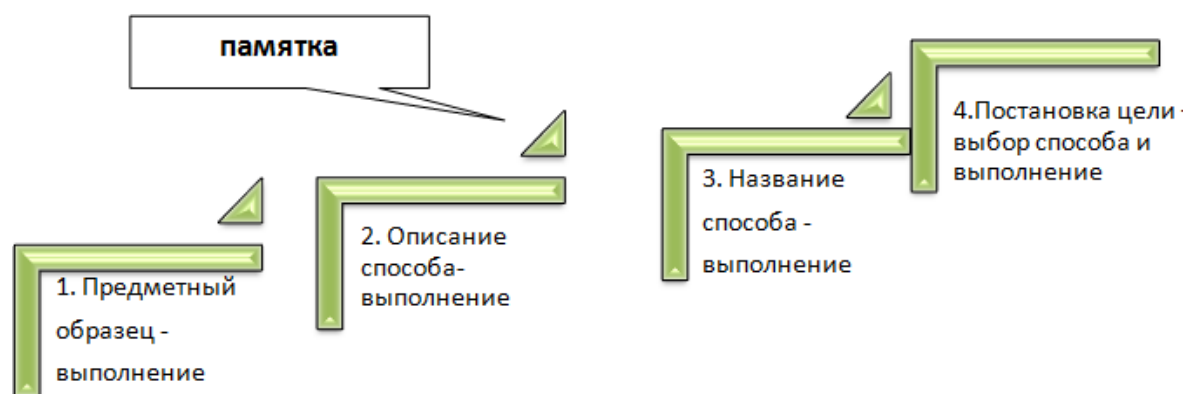 памятка
1. Предметный
образец -
выполнение
2. Описание
способа-
выполнение
3. Название
способа -
выполнение
4.Постановка цели -
выбор способа и
выполнение